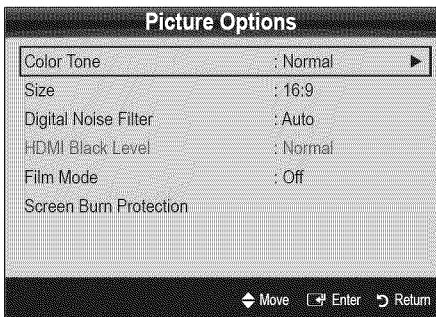 Picture Options
Color Tone : Normal ►
Size : 16:9
Digital Noise Filter : Auto
HDMI Black Level : Normal
Film Mode : Off
Screen Burn Protection
Move Enter Return